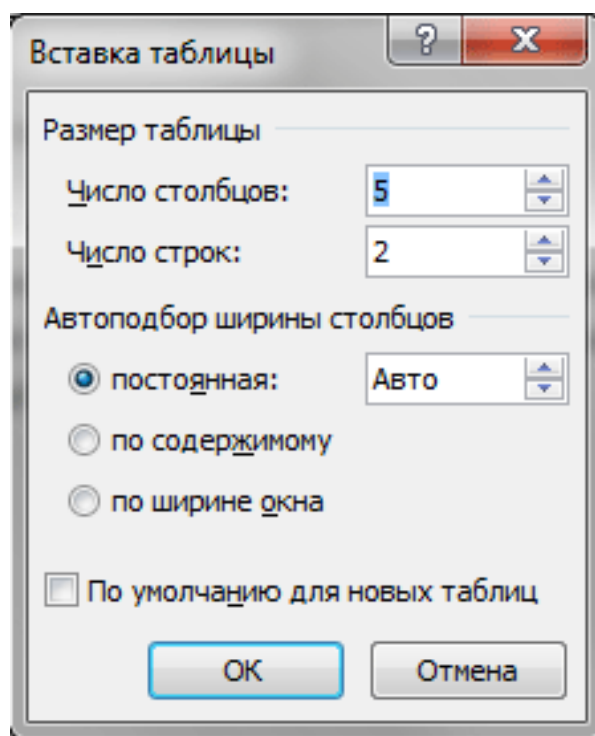 Вставка таблицы
Размер таблицы
Число столбцов: 5
Число строк: 2
Автоподбор ширины столбцов
постоянная: Авто
по содержимому
по ширине окна
По умолчанию для новых таблиц
ОК Отмена